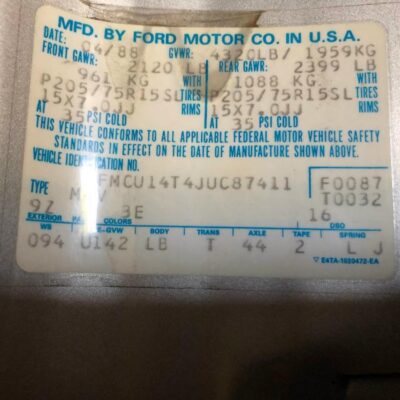 MFD. BY FORD MOTOR CO. IN U.S.A.
DATE: 04/88 GVWR: 4320LB/ 1959KG
FRONT GAWR: 2120 LB REAR GAWR: 2199 LB
961 KG WITH 1088 KG WITH
P205/75R15SL TIRES P205/75R15SL TIRES
15X7.0JJ RIMS 15X7.0JJ RIMS
AT 35 PSI COLD AT 35 PSI COLD
THIS VEHICLE CONFORMS TO ALL APPLICABLE FEDERAL MOTOR VEHICLE SAFETY
STANDARDS IN EFFECT ON THE DATE OF MANUFACTURE SHOWN ABOVE.
VEHICLE IDENTIFICATION NO.
FMCU14T4JUC87411 F0087
TYPE T0032
9Z 3E 16
EXTERIOR COLORS DSO
WB GVW BODY TRANS AXLE TAPE SPRING
094 U142 LB T 44 2 L J
▽ E4TA-1520472-EA